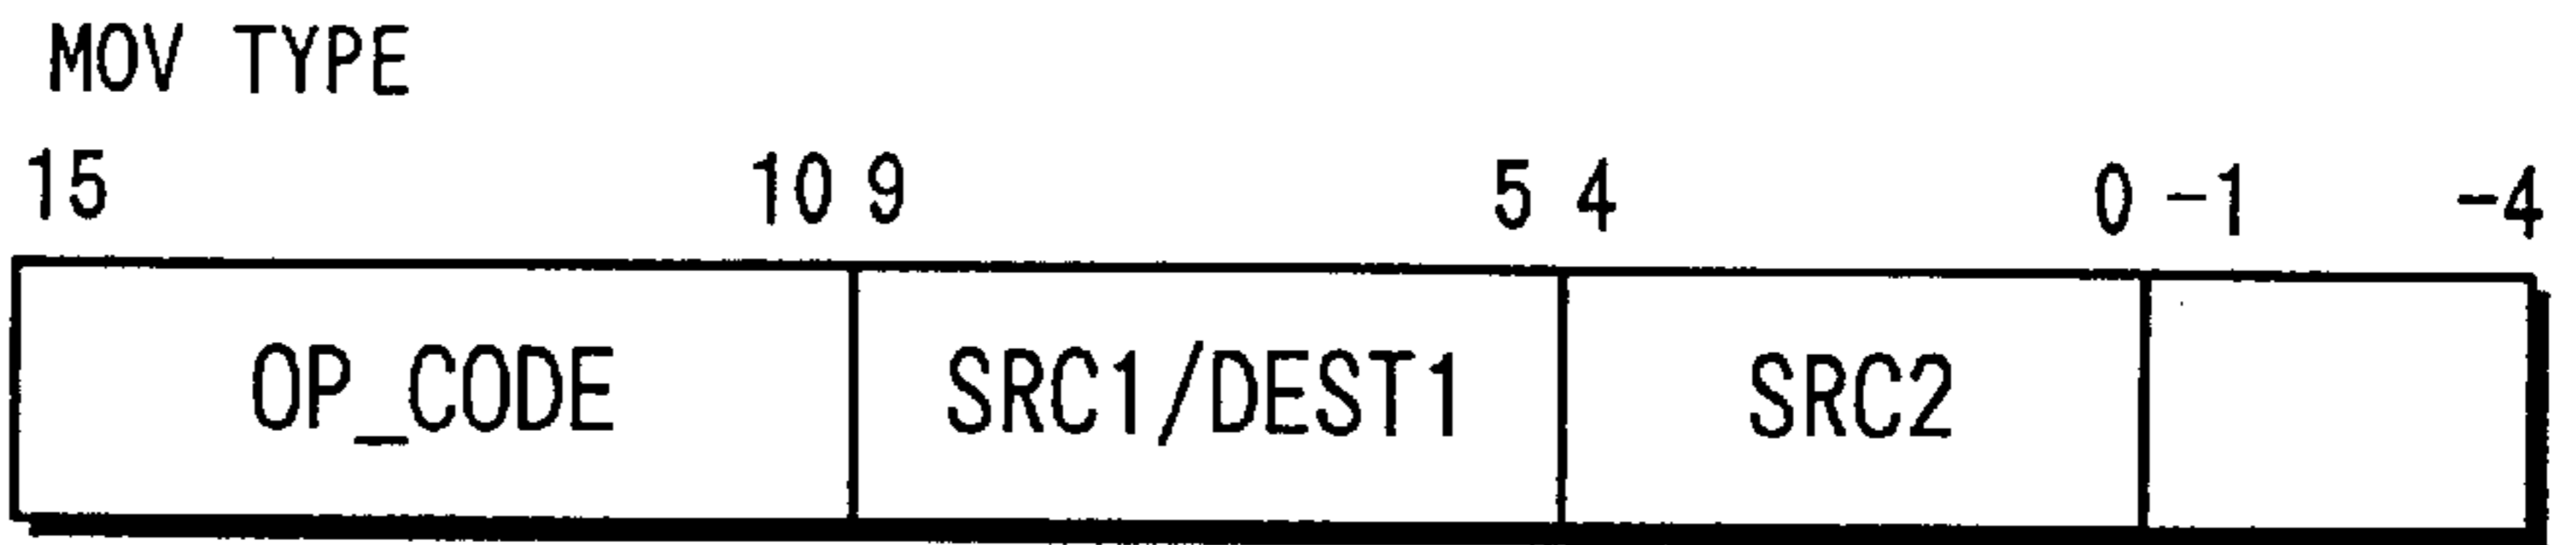 MOV TYPE
15 10 9 5 4 0 -1 -4
OP_CODE SRC1/DEST1 SRC2